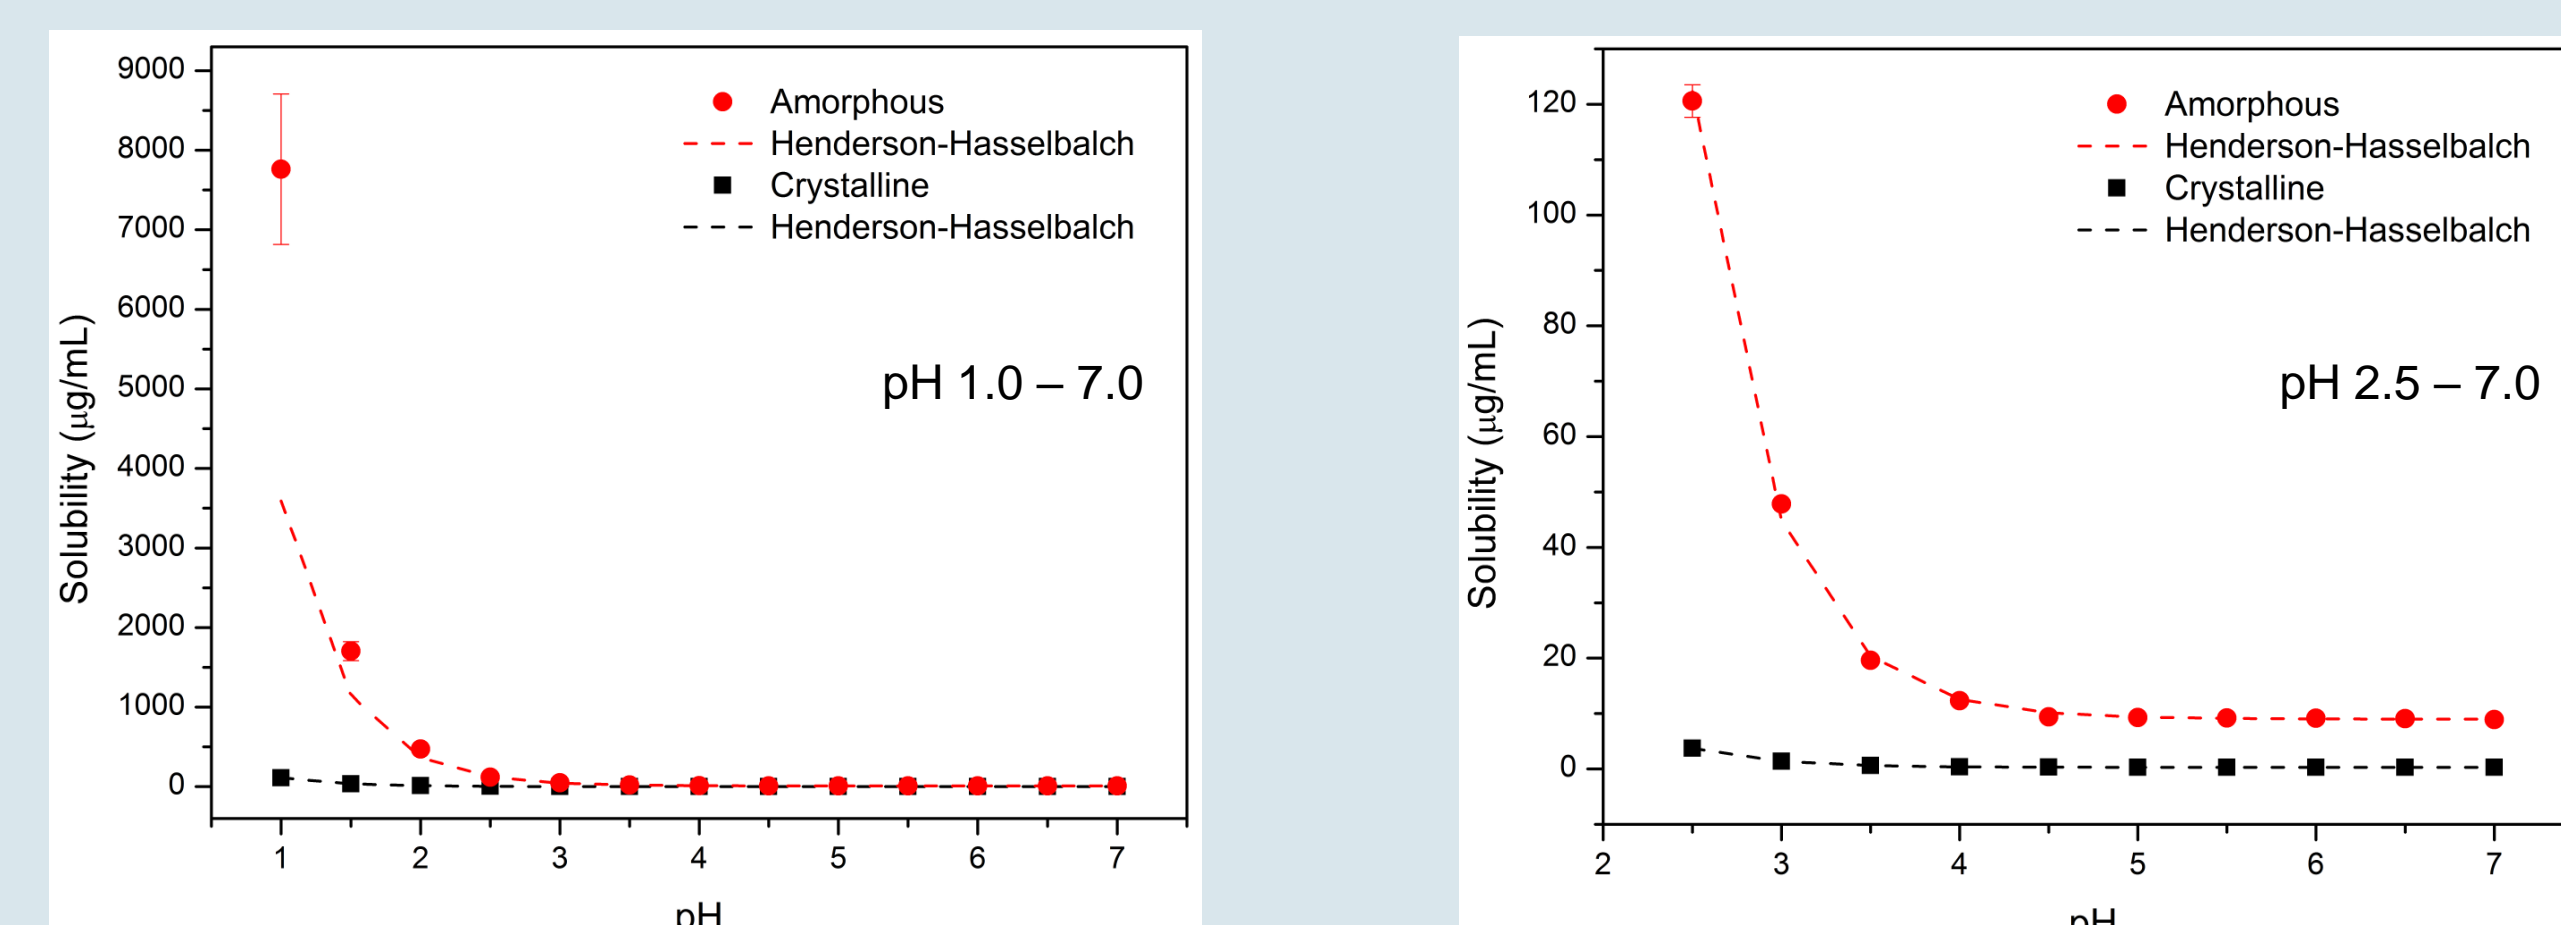 9000
8000
7000
6000
5000
4000
3000
2000
1000
0
Solubility (μg/mL)
Amorphous
Henderson-Hasselbalch
Crystalline
Henderson-Hasselbalch
pH 1.0 – 7.0
1 2 3 4 5 6 7
pH
120
100
80
60
40
20
0
Solubility (μg/mL)
Amorphous
Henderson-Hasselbalch
Crystalline
Henderson-Hasselbalch
pH 2.5 – 7.0
2 3 4 5 6 7
pH